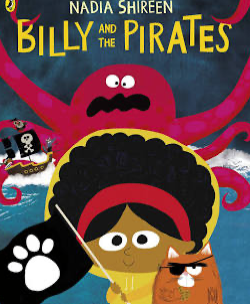 NADIA SHIREEN
BILLY AND THE PIRATES